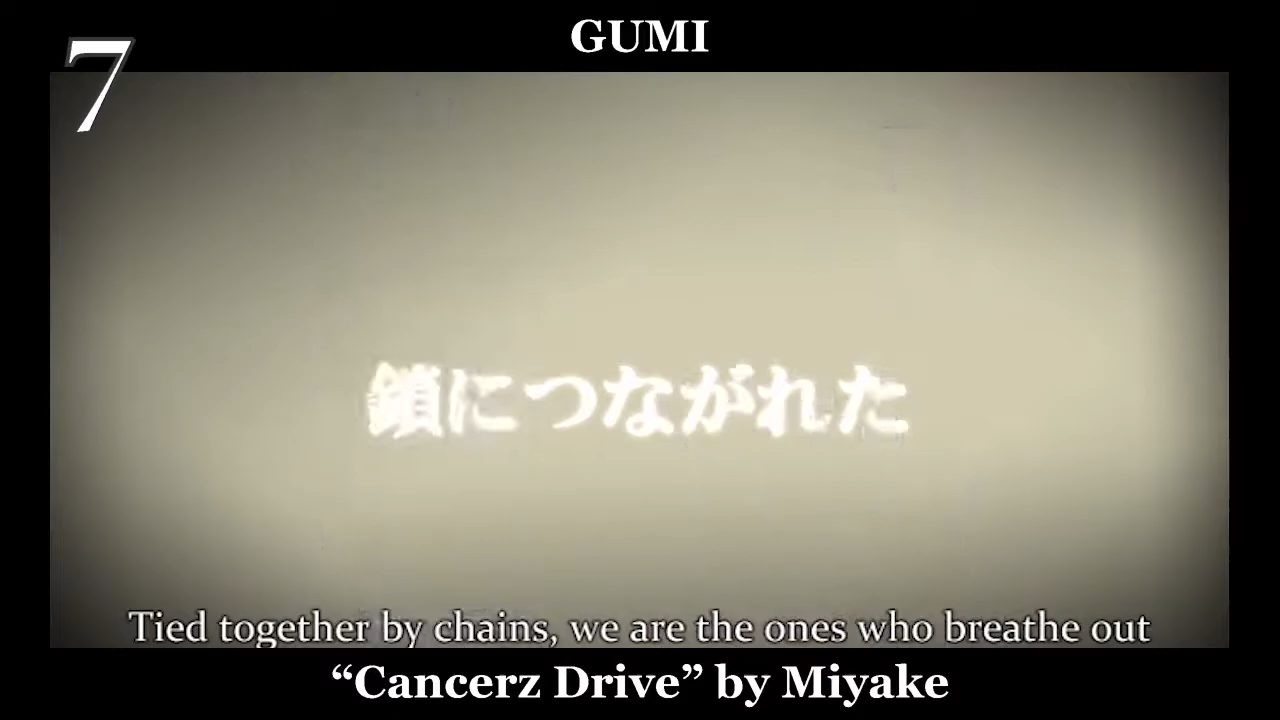 GUMI
7
鎖につながれた
Tied together by chains, we are the ones who breathe out
“Cancerz Drive” by Miyake